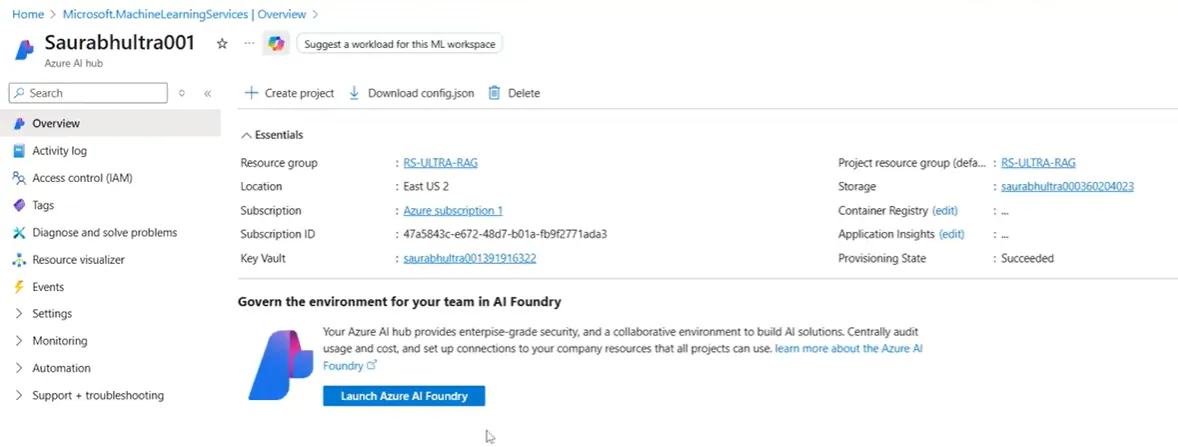 Home > Microsoft.MachineLearningServices | Overview >
Saurabhultra001
Suggest a workload for this ML workspace
Azure AI hub
Search
Create project
Download config.json
Delete
Overview
Activity log
Access control (IAM)
Tags
Diagnose and solve problems
Resource visualizer
Events
Settings
Monitoring
Automation
Support + troubleshooting
Essentials
Resource group : RS-ULTRA-RAG
Location : East US 2
Subscription : Azure subscription 1
Subscription ID : 47a5843c-e672-48d7-b01a-fb9f2771ada3
Key Vault : saurabhultra001391916322
Project resource group (defa... : RS-ULTRA-RAG
Storage : saurabhultra000360204023
Container Registry (edit) : ...
Application Insights (edit) : ...
Provisioning State : Succeeded
Govern the environment for your team in AI Foundry
Your Azure AI hub provides enterpise-grade security, and a collaborative environment to build AI solutions. Centrally audit
usage and cost, and set up connections to your company resources that all projects can use. learn more about the Azure AI
Foundry
Launch Azure AI Foundry